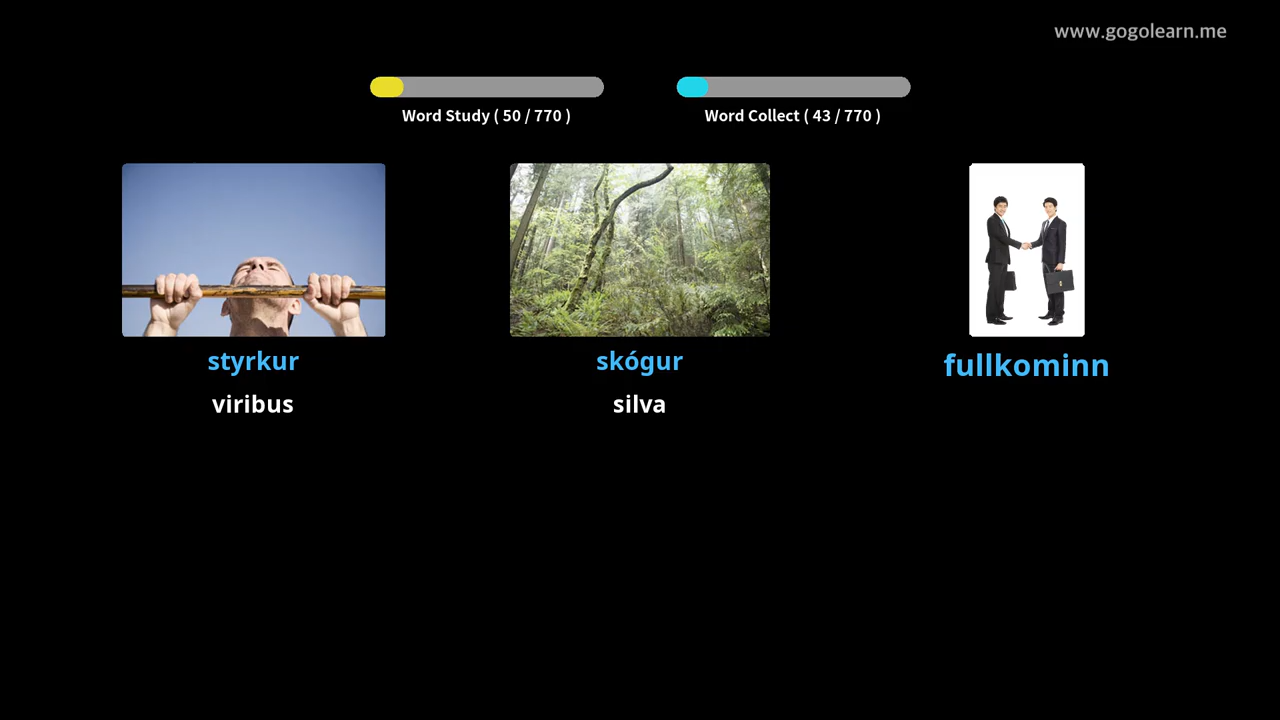 www.gogolearn.me
Word Study ( 50 / 770 )
Word Collect ( 43 / 770 )
styrkur
viribus
skógur
silva
fullkominn